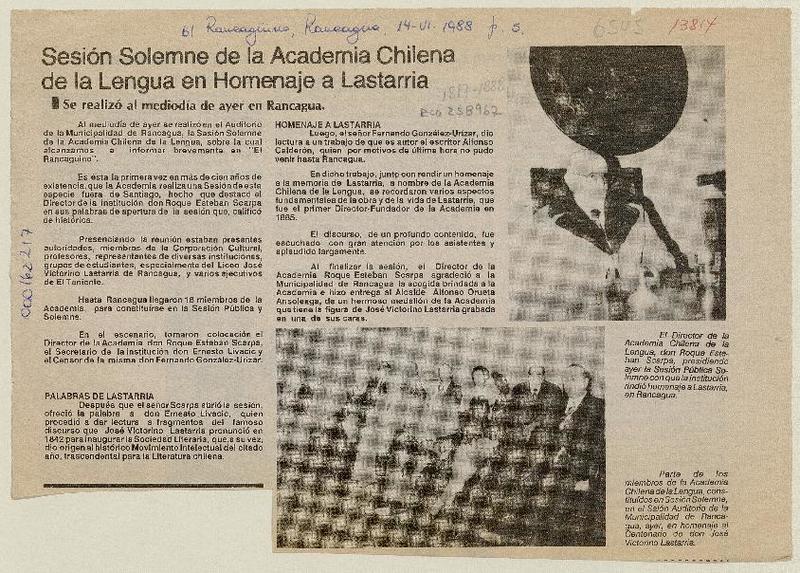 El Rancagüino, Rancagua, 14-VI-1988 p. 5.
6505
13814
Sesión Solemne de la Academia Chilena
de la Lengua en Homenaje a Lastarria
Se realizó al mediodía de ayer en Rancagua.
000162217
Al mediodía de ayer se realizó en el Auditorio
de la Municipalidad de Rancagua, la Sesión Solemne
de la Academia Chilena de la Lengua, sobre la cual
alcanzamos a informar brevemente en "El
Rancagüino".
Es ésta la primera vez en más de cien años de
existencia, que la Academia realiza una Sesión de esta
especie fuera de Santiago, hecho que destacó el
Director de la Institución don Roque Esteban Scarpa
en sus palabras de apertura de la sesión que, calificó
de histórica.
Presenciando la reunión estaban presentes
autoridades, miembros de la Corporación Cultural,
profesores, representantes de diversas instituciones,
grupos de estudiantes, especialmente del Liceo José
Victorino Lastarria de Rancagua, y varios ejecutivos
de El Teniente.
Hasta Rancagua llegaron 18 miembros de la
Academia, para constituirse en la Sesión Pública y
Solemne.
En el escenario, tomaron colocación el
Director de la Academia don Roque Esteban Scarpa,
el Secretario de la Institución don Ernesto Livacic y
el Censor de la misma don Fernando González-Urízar.
PALABRAS DE LASTARRIA
Después que el señor Scarpa abrió la sesión,
ofreció la palabra a don Ernesto Livacic, quien
procedió a dar lectura a fragmentos del famoso
discurso que José Victorino Lastarria pronunció en
1842 para inaugurar la Sociedad Literaria, que, a su vez,
dio origen al histórico Movimiento Intelectual del citado
año, trascendental para la Literatura chilena.
BCO 258962
HOMENAJE A LASTARRIA
Luego, el señor Fernando González-Urízar, dio
lectura a un trabajo de que es autor el escritor Alfonso
Calderón, quien por motivos de última hora no pudo
venir hasta Rancagua.
En dicho trabajo, junto con rendir un homenaje
a la memoria de Lastarria, a nombre de la Academia
Chilena de la Lengua, se recordaron varios aspectos
fundamentales de la obra y de la vida de Lastarria, que
fue el primer Director-Fundador de la Academia en
1885.
El discurso, de un profundo contenido, fue
escuchado con gran atención por los asistentes y
aplaudido largamente.
Al finalizar la sesión, el Director de la
Academia Roque Esteban Scarpa agradeció a la
Municipalidad de Rancagua la acogida brindada a la
Academia e hizo entrega al Alcalde Alfonso Orueta
Ansoleaga, de un hermoso medallón de la Academia
que tiene la figura de José Victorino Lastarria grabada
en una de sus caras.
El Director de la
Academia Chilena de la
Lengua, don Roque Este-
ban Scarpa, presidiendo
ayer la Sesión Pública So-
lemne con que la institución
rindió homenaje a Lastarria,
en Rancagua.
Parte de los
miembros de la Academia
Chilena de la Lengua, cons-
tituídos en Sesión Solemne,
en el Salón Auditorio de la
Municipalidad de Ranca-
gua, ayer, en homenaje al
Centenario de don José
Victorino Lastarria.